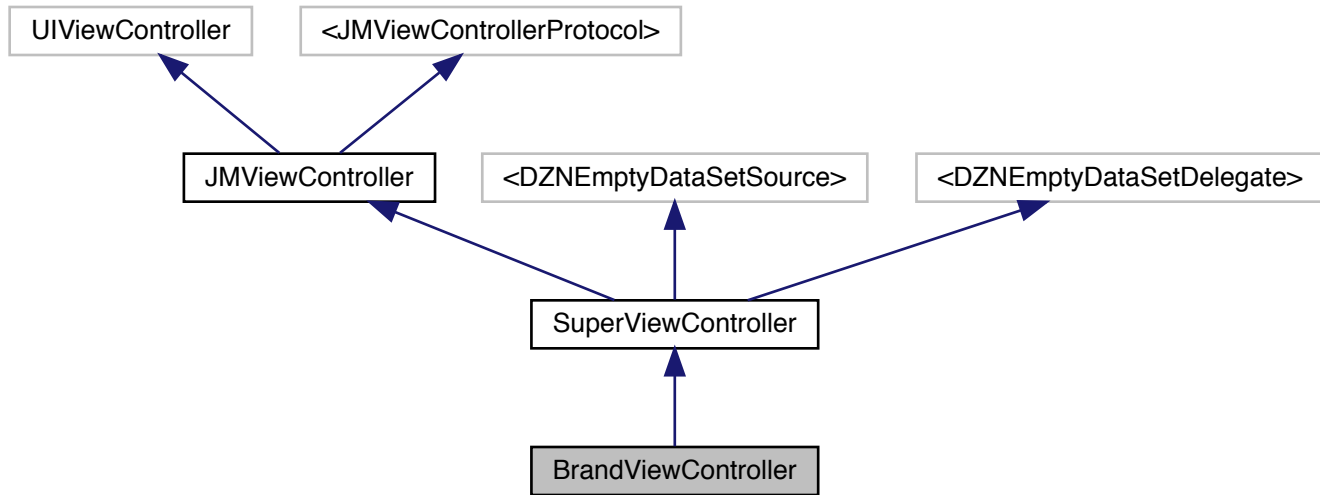 UIViewController
<JMViewControllerProtocol>
JMViewController
<DZNEmptyDataSetSource>
<DZNEmptyDataSetDelegate>
SuperViewController
BrandViewController